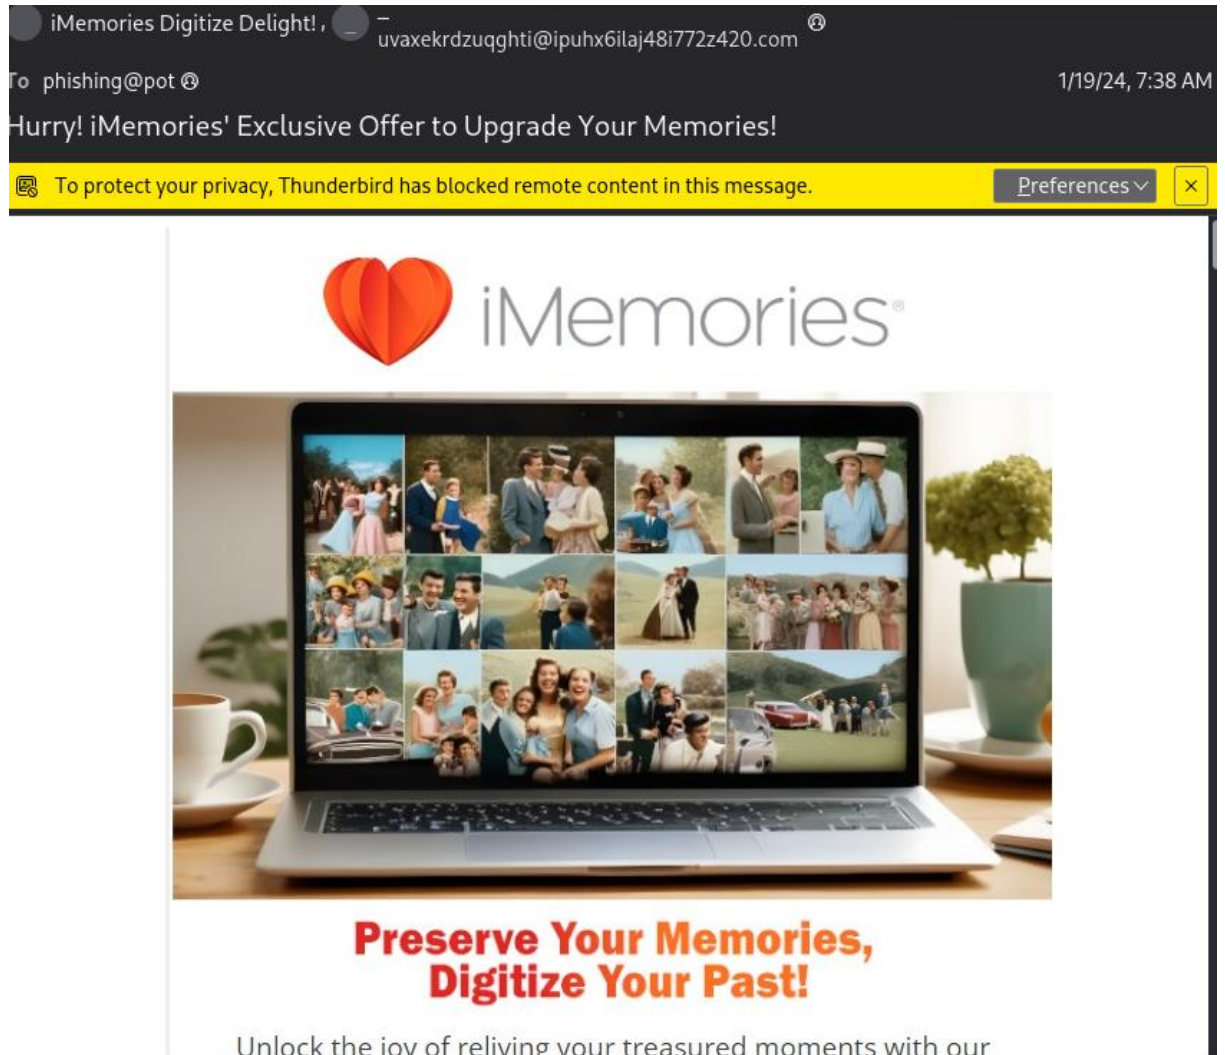 iMemories Digitize Delight! , _ _
uvaxekrdzuqghti@ipuhx6ilaj48i772z420.com
To phishing@pot 1/19/24, 7:38 AM
Hurry! iMemories' Exclusive Offer to Upgrade Your Memories!
To protect your privacy, Thunderbird has blocked remote content in this message. Preferences ×
iMemories®
Preserve Your Memories,
Digitize Your Past!
Unlock the joy of reliving your treasured moments with our